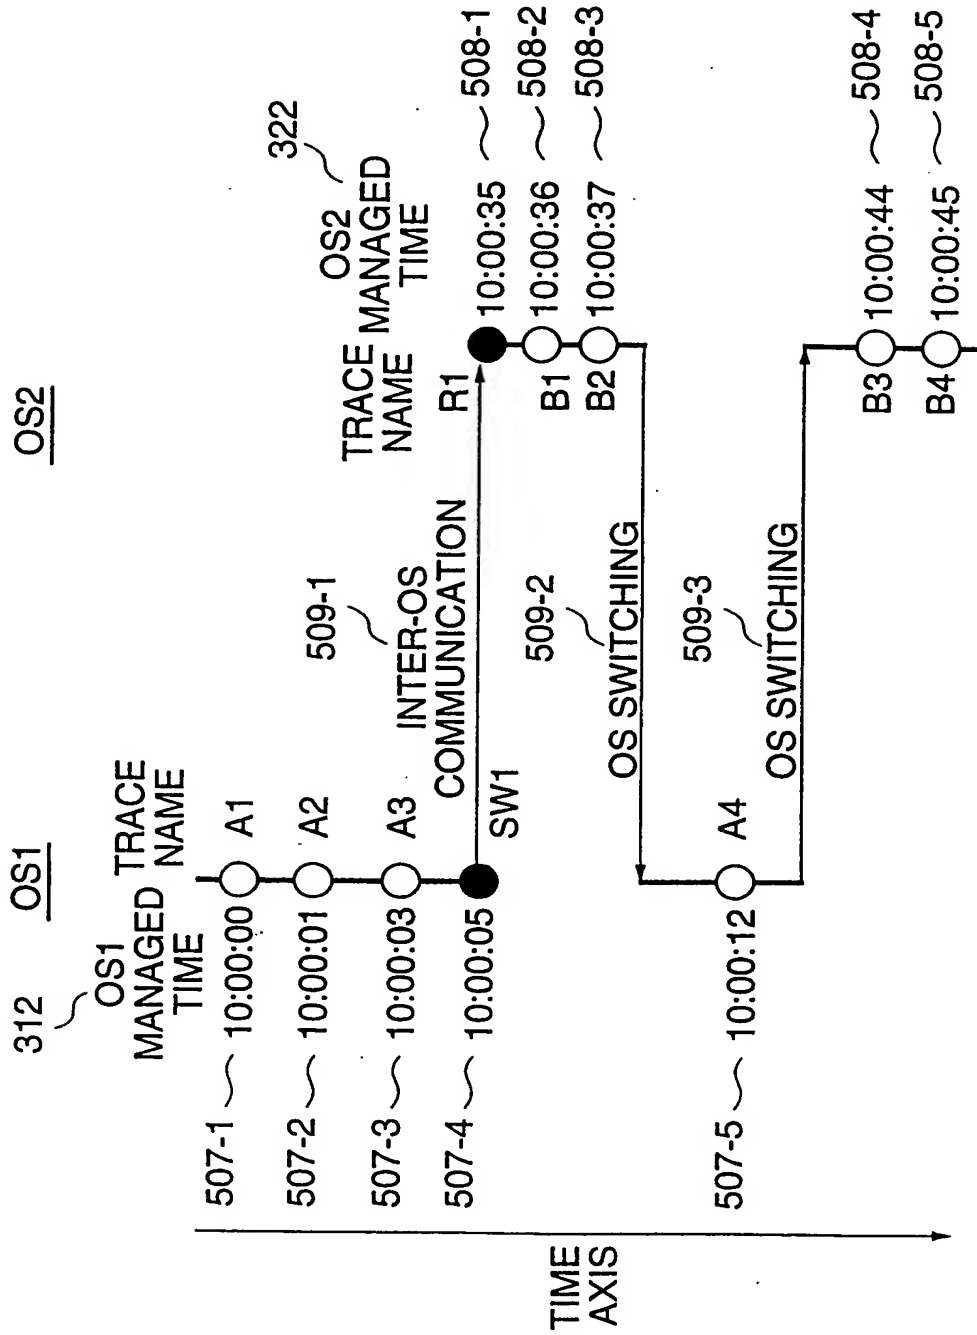 OS1
OS2
312
OS1
MANAGED
TIME
TRACE
NAME
TRACE
NAME
OS2
MANAGED
TIME
322
507-1
10:00:00
A1
507-2
10:00:01
A2
507-3
10:00:03
A3
507-4
10:00:05
SW1
509-1
INTER-OS
COMMUNICATION
R1
10:00:35
508-1
B1
10:00:36
508-2
B2
10:00:37
508-3
509-2
OS SWITCHING
507-5
10:00:12
A4
509-3
OS SWITCHING
B3
10:00:44
508-4
B4
10:00:45
508-5
TIME
AXIS